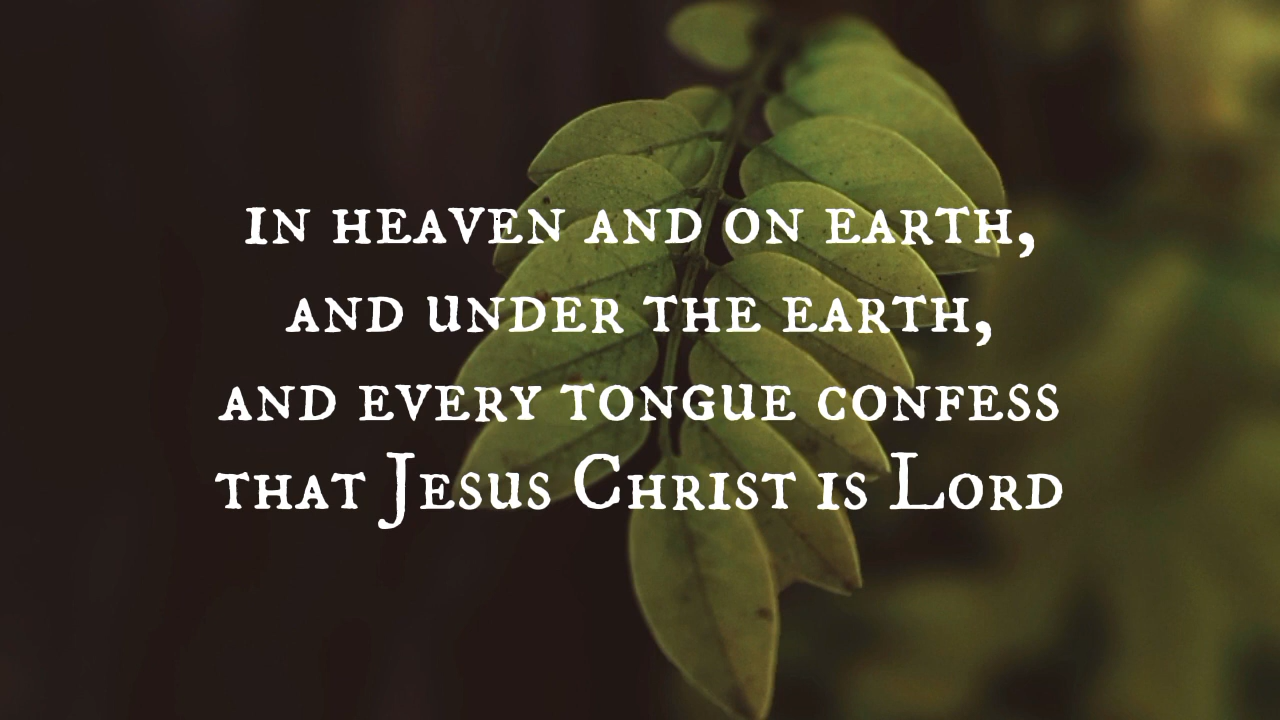 in heaven and on earth,
and under the earth,
and every tongue confess
that Jesus Christ is Lord